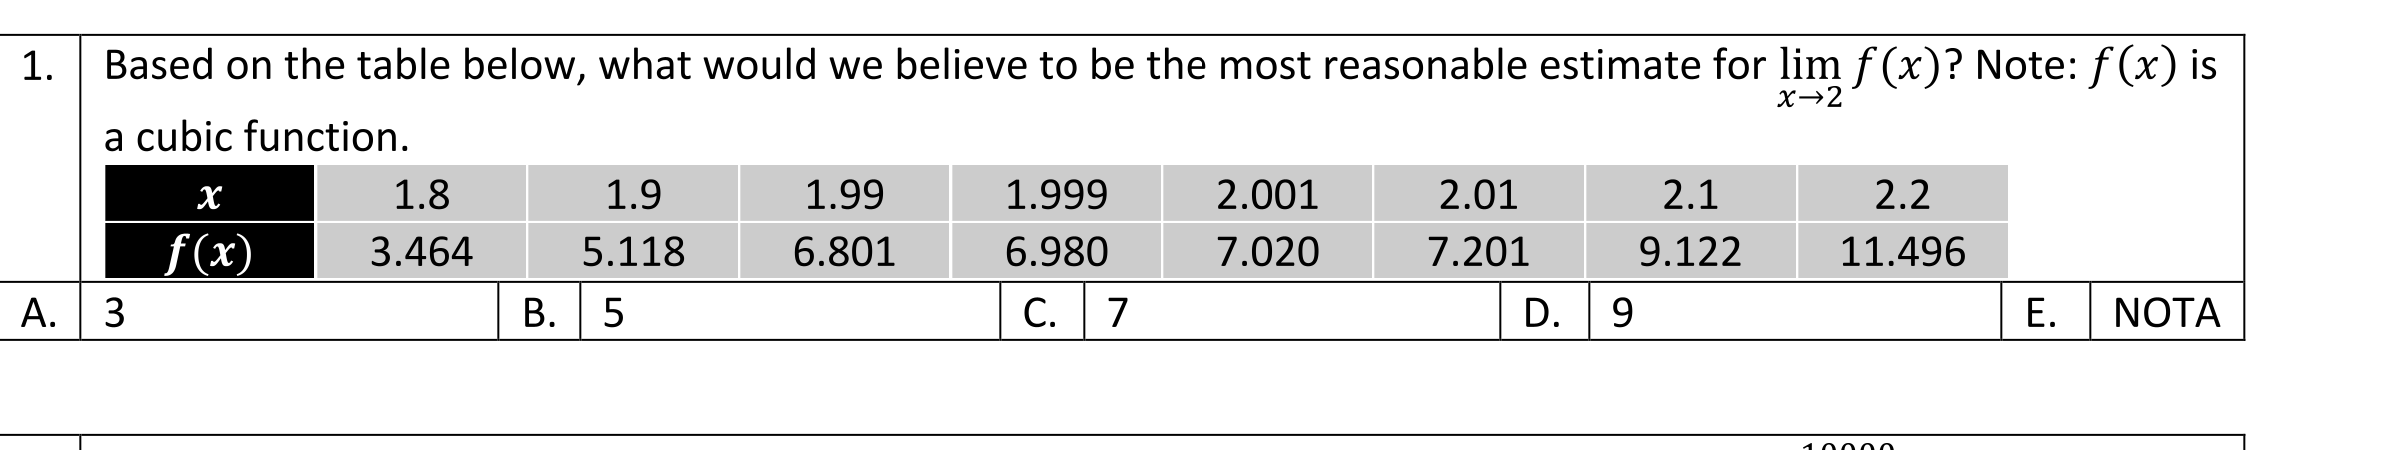 1. Based on the table below, what would we believe to be the most reasonable estimate for lim x→2 f(x)? Note: f(x) is
a cubic function.
x 1.8 1.9 1.99 1.999 2.001 2.01 2.1 2.2
f(x) 3.464 5.118 6.801 6.980 7.020 7.201 9.122 11.496
A. 3 B. 5 C. 7 D. 9 E. NOTA